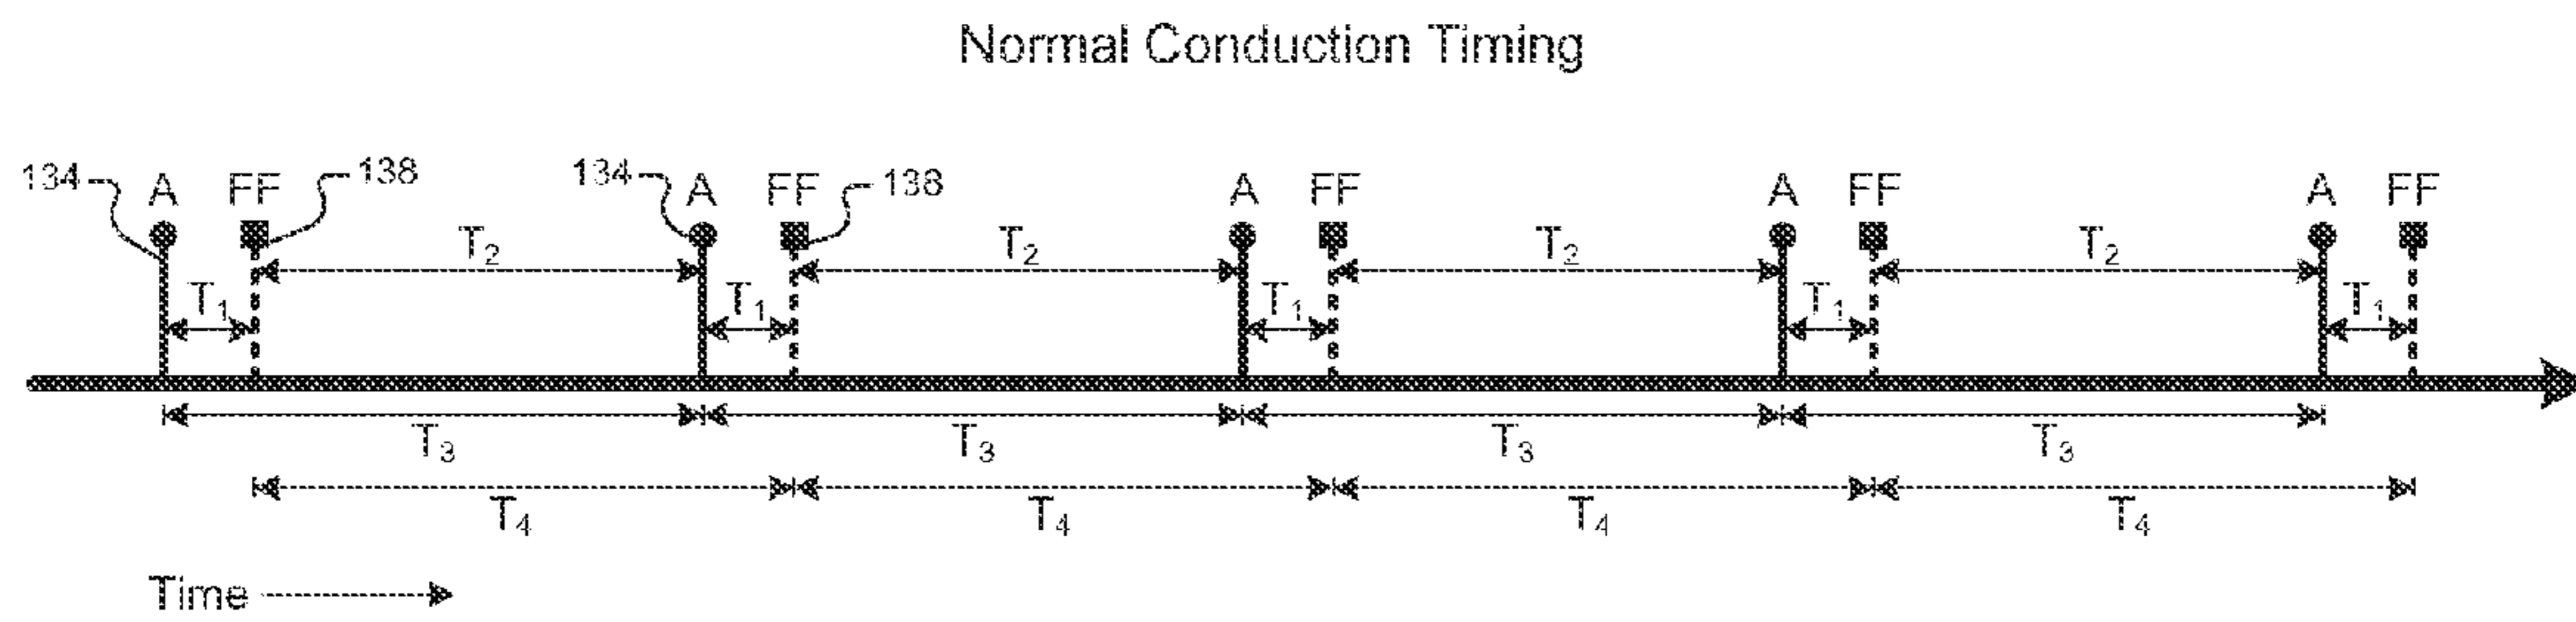 Normal Conduction Timing
134 A FF 138 134 A FF 138 A FF A FF A FF
T₂ T₂ T₂ T₂
T₁ T₁ T₁ T₁ T₁
T₃ T₃ T₃ T₃
T₄ T₄ T₄ T₄
Time